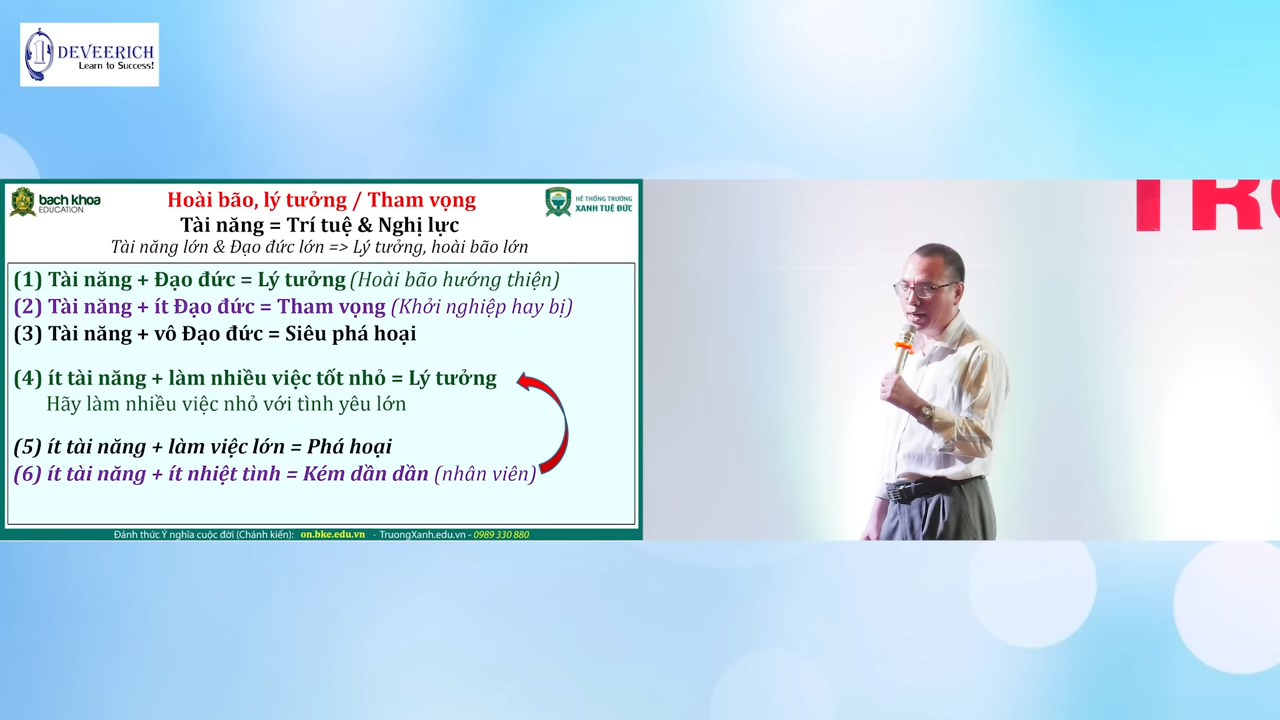 DEVEERICH
Learn to Success!
bach khoa
EDUCATION
Hoài bão, lý tưởng / Tham vọng
HỆ THỐNG TRƯỜNG
XANH TUỆ ĐỨC
Tài năng = Trí tuệ & Nghị lực
Tài năng lớn & Đạo đức lớn => Lý tưởng, hoài bão lớn
(1) Tài năng + Đạo đức = Lý tưởng (Hoài bão hướng thiện)
(2) Tài năng + ít Đạo đức = Tham vọng (Khởi nghiệp hay bị)
(3) Tài năng + vô Đạo đức = Siêu phá hoại
(4) ít tài năng + làm nhiều việc tốt nhỏ = Lý tưởng
Hãy làm nhiều việc nhỏ với tình yêu lớn
(5) ít tài năng + làm việc lớn = Phá hoại
(6) ít tài năng + ít nhiệt tình = Kém dần dần (nhân viên)
Đánh thức Ý nghĩa cuộc đời (Chánh kiến): on.bke.edu.vn - TruongXanh.edu.vn - 0989 330 880